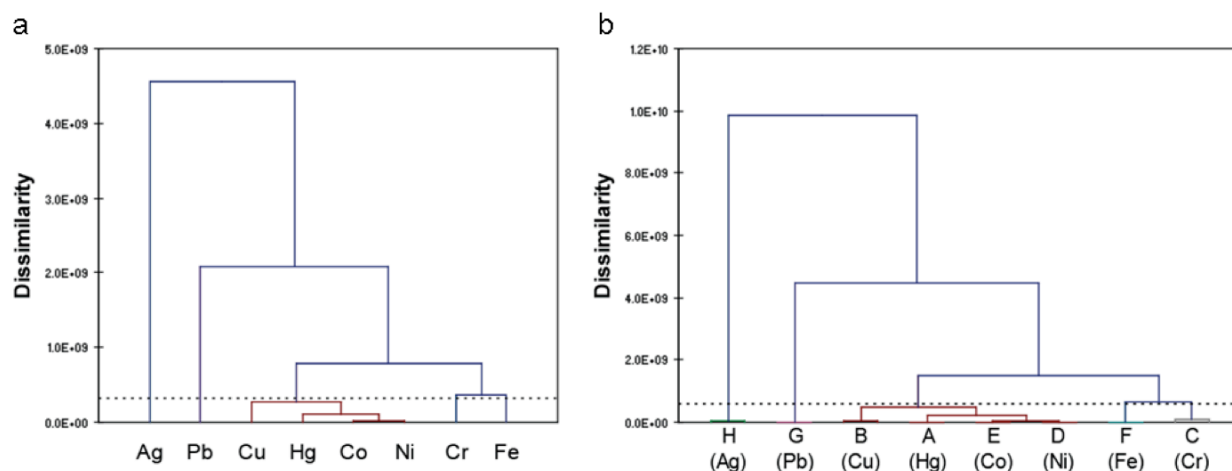 a
Dissimilarity
5.0E+09
4.0E+09
3.0E+09
2.0E+09
1.0E+09
0.0E+00
Ag Pb Cu Hg Co Ni Cr Fe
b
Dissimilarity
1.2E+10
1.0E+10
8.0E+09
6.0E+09
4.0E+09
2.0E+09
0.0E+00
H G B A E D F C
(Ag) (Pb) (Cu) (Hg) (Co) (Ni) (Fe) (Cr)